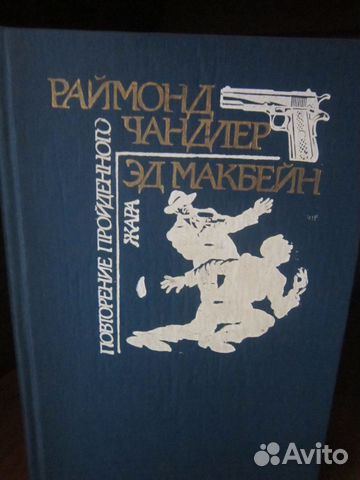 РАЙМОНД
ЧАНДЛЕР
ПОВТОРЕНИЕ ПРОЙДЕННОГО
ЭД МАКБЕЙН
ЖАРА
Avito